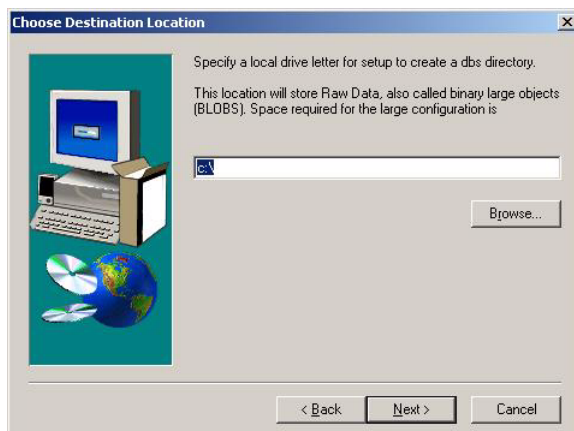 Choose Destination Location
Specify a local drive letter for setup to create a dbs directory.
This location will store Raw Data, also called binary large objects
(BLOBS). Space required for the large configuration is
c:\
Browse...
< Back
Next >
Cancel